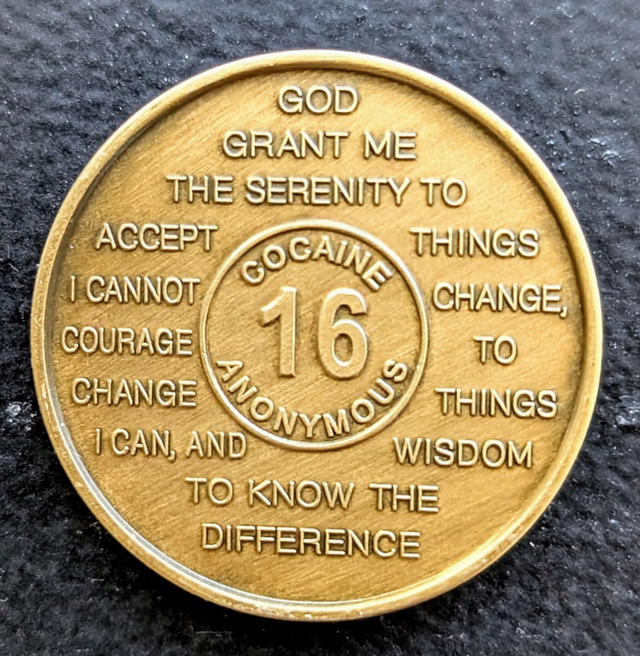 GOD
GRANT ME
THE SERENITY TO
ACCEPT THINGS
I CANNOT CHANGE,
COURAGE TO
CHANGE THINGS
I CAN, AND WISDOM
TO KNOW THE
DIFFERENCE
COCAINE
16
ANONYMOUS